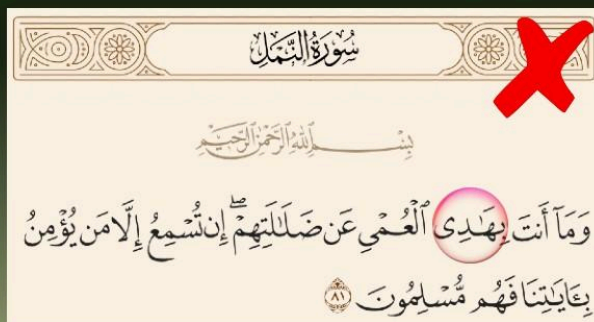 سُورَةُ النَّمۡلِ
بِسۡمِ ٱللَّهِ ٱلرَّحۡمَٰنِ ٱلرَّحِيمِ
وَمَآ أَنتَ بِهَٰدِى ٱلۡعُمۡيِ عَن ضَلَٰلَتِهِمۡۖ إِن تُسۡمِعُ إِلَّا مَن يُؤۡمِنُ
بِـَٔايَٰتِنَا فَهُم مُّسۡلِمُونَ ٨١